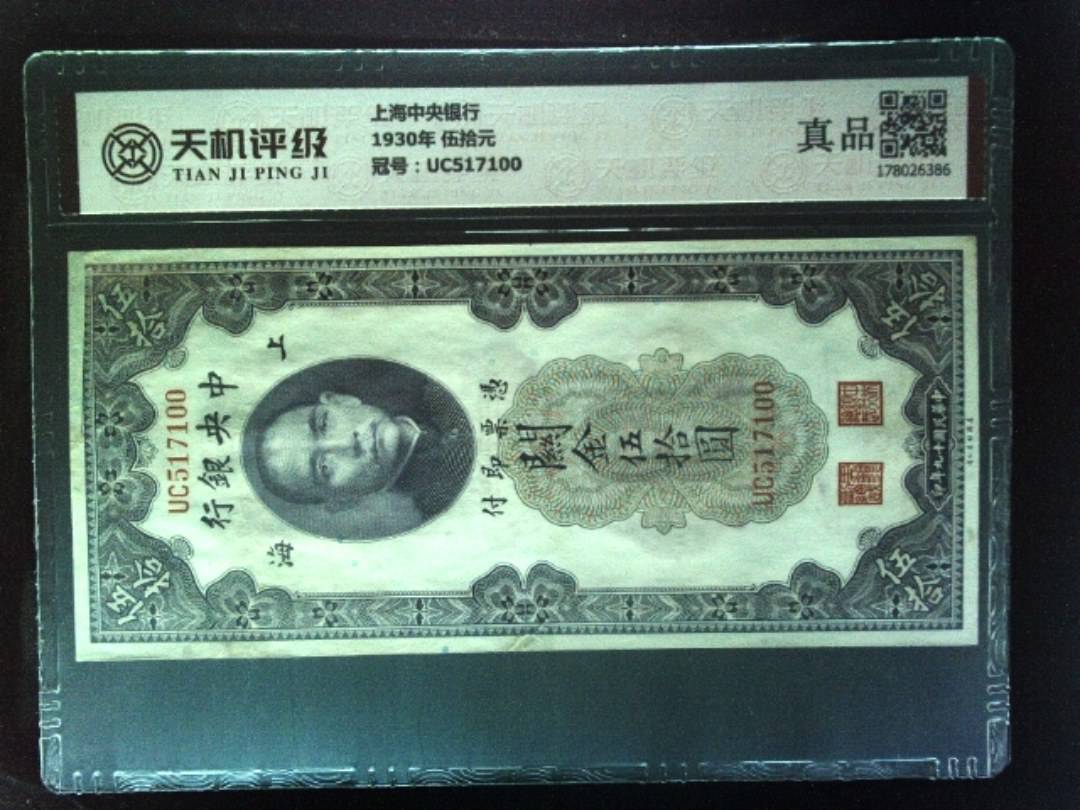 天机评级
TIAN JI PING JI
上海中央银行
1930年 伍拾元
冠号：UC517100
真品
178026386
伍拾
伍拾
UC517100
中央銀行
上
海
憑票即付
關金伍拾圓
UC517100
伍拾
伍拾